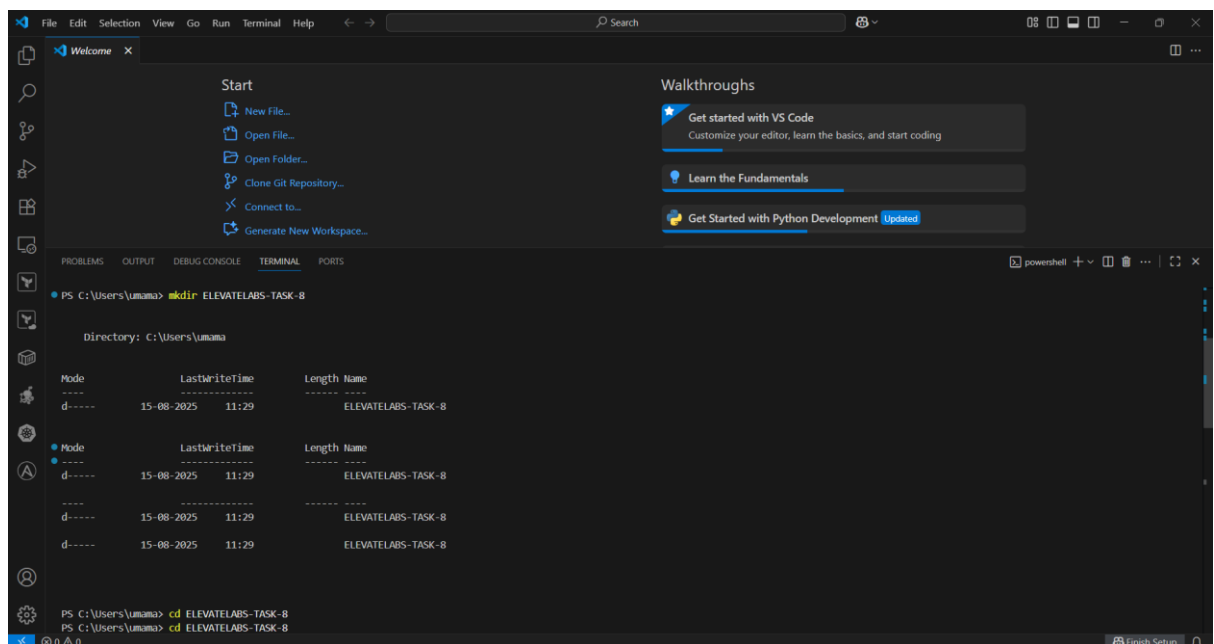 File Edit Selection View Go Run Terminal Help Search
Welcome
Start
New File...
Open File...
Open Folder...
Clone Git Repository...
Connect to...
Generate New Workspace...
Walkthroughs
Get started with VS Code
Customize your editor, learn the basics, and start coding
Learn the Fundamentals
Get Started with Python Development Updated
PROBLEMS OUTPUT DEBUG CONSOLE TERMINAL PORTS powershell
PS C:\Users\umama> mkdir ELEVATELABS-TASK-8
Directory: C:\Users\umama
Mode LastWriteTime Length Name
---- ------------- ------ ----
d----- 15-08-2025 11:29 ELEVATELABS-TASK-8
Mode LastWriteTime Length Name
---- ------------- ------ ----
d----- 15-08-2025 11:29 ELEVATELABS-TASK-8
---- ------------- ------ ----
d----- 15-08-2025 11:29 ELEVATELABS-TASK-8
d----- 15-08-2025 11:29 ELEVATELABS-TASK-8
PS C:\Users\umama> cd ELEVATELABS-TASK-8
PS C:\Users\umama> cd ELEVATELABS-TASK-8
0 0 Finish Setup